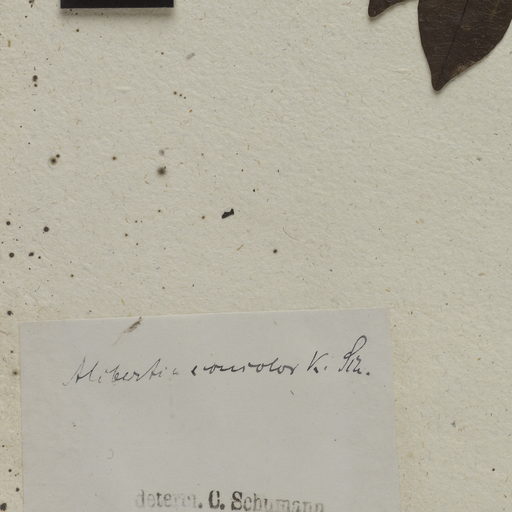 Alibertia concolor K. Sch.
determ. C. Schumann